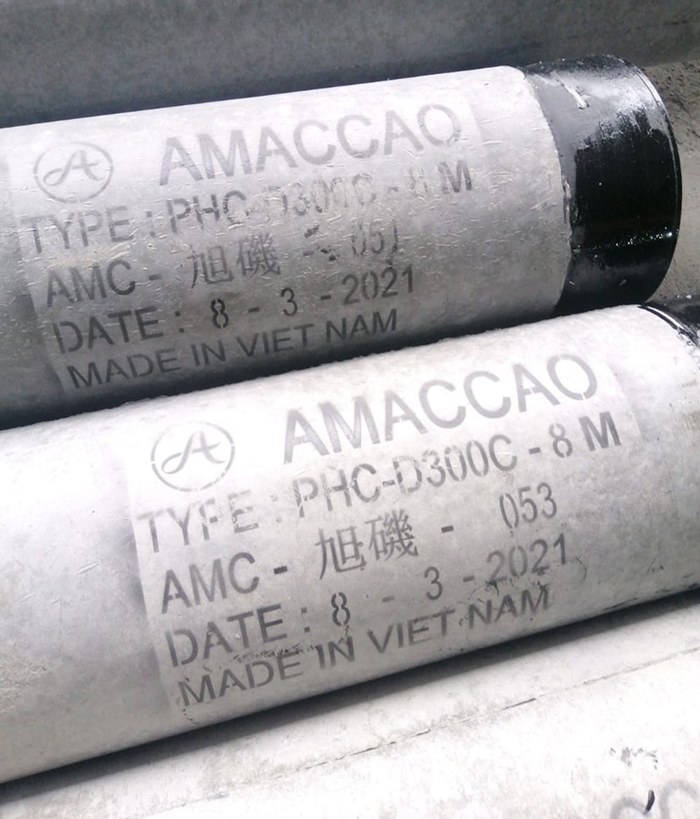 A
AMACCAO
TYPE : PHC-D300C - 8 M
AMC - 旭磯 - 051
DATE : 8 - 3 - 2021
MADE IN VIET NAM
A
AMACCAO
TYPE : PHC-D300C - 8 M
AMC - 旭磯 - 053
DATE : 8 - 3 - 2021
MADE IN VIET NAM